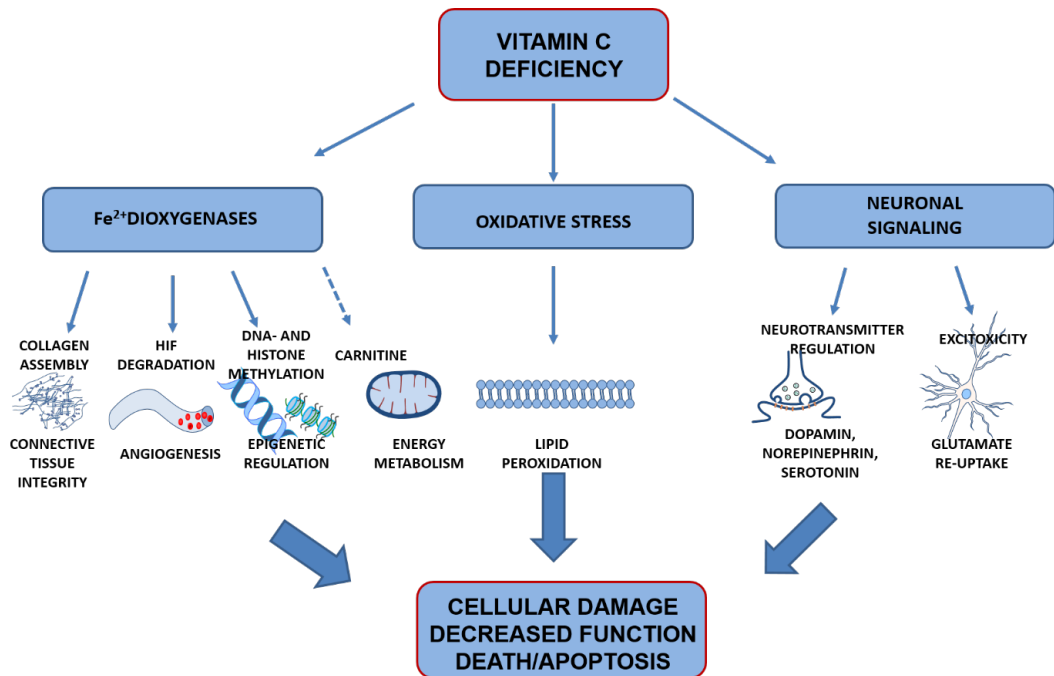 VITAMIN C
DEFICIENCY
Fe²⁺DIOXYGENASES
OXIDATIVE STRESS
NEURONAL
SIGNALING
COLLAGEN
ASSEMBLY
CONNECTIVE
TISSUE
INTEGRITY
HIF
DEGRADATION
ANGIOGENESIS
DNA- AND
HISTONE
METHYLATION
EPIGENETIC
REGULATION
CARNITINE
ENERGY
METABOLISM
LIPID
PEROXIDATION
NEUROTRANSMITTER
REGULATION
DOPAMIN,
NOREPINEPHRIN,
SEROTONIN
EXCITOXICITY
GLUTAMATE
RE-UPTAKE
CELLULAR DAMAGE
DECREASED FUNCTION
DEATH/APOPTOSIS